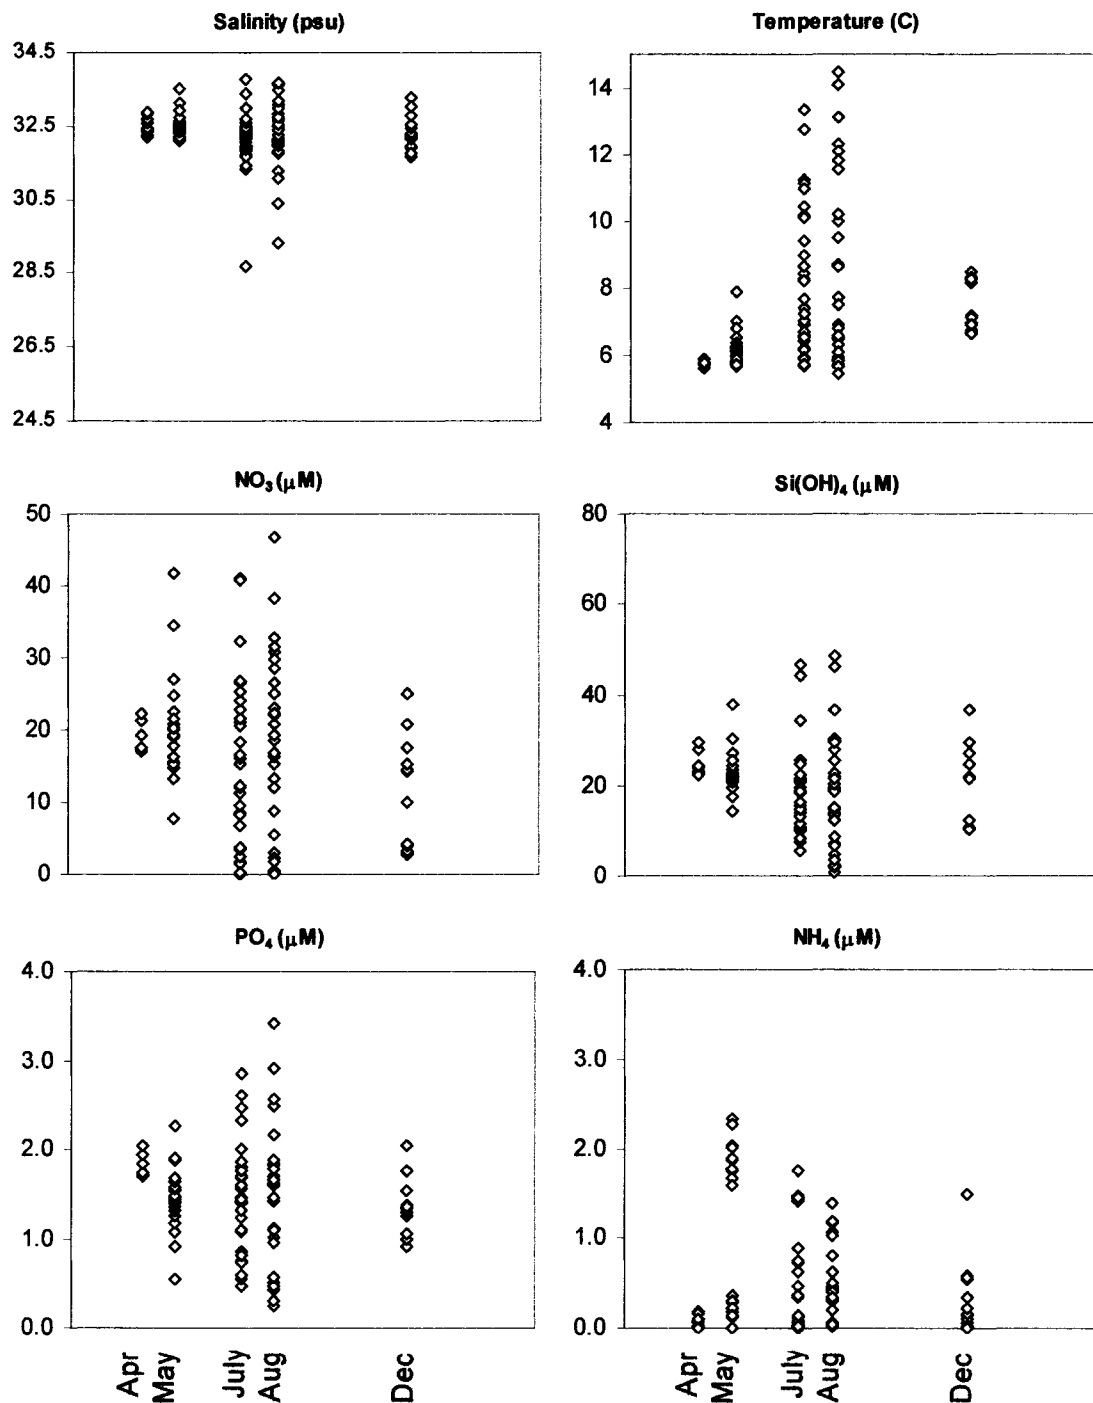 Salinity (psu)
34.5
32.5
30.5
28.5
26.5
24.5
Temperature (C)
14
12
10
8
6
4
NO₃ (μM)
50
40
30
20
10
0
Si(OH)₄ (μM)
80
60
40
20
0
PO₄ (μM)
4.0
3.0
2.0
1.0
0.0
Apr
May
July
Aug
Dec
NH₄ (μM)
4.0
3.0
2.0
1.0
0.0
Apr
May
July
Aug
Dec